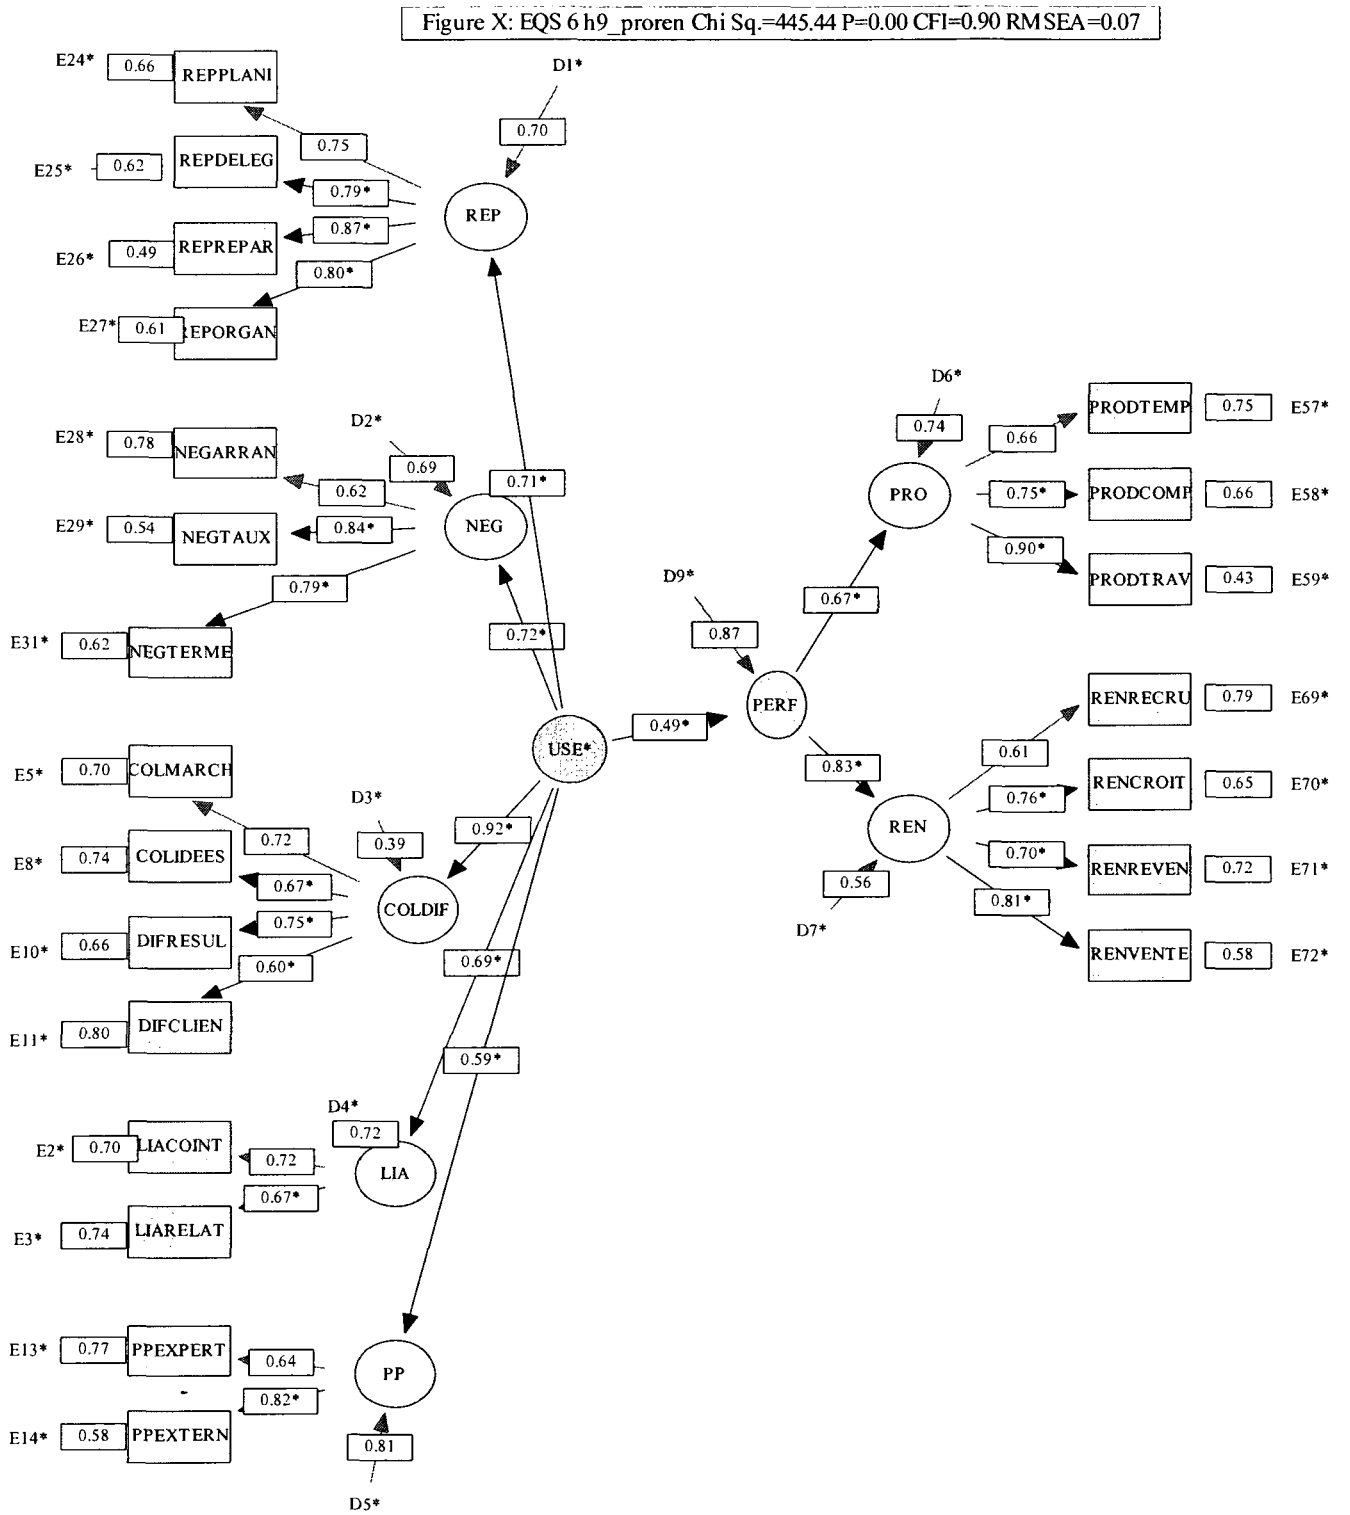 Figure X: EQS 6 h9_proren Chi Sq.=445.44 P=0.00 CFI=0.90 RMSEA=0.07
E24* 0.66 REPPLANI
D1*
0.70
0.75
E25* 0.62 REPDELEG
0.79*
REP
E26* 0.49 REPREPAR
0.87*
0.80*
E27* 0.61 EPORGAN
D6*
0.74
PRO
0.66
PRODTEMP 0.75 E57*
0.75*
PRODCOMP 0.66 E58*
0.90*
PRODTRAV 0.43 E59*
D2*
0.69
E28* 0.78 NEGARRAN
0.62
0.71*
NEG
E29* 0.54 NEGTAUX
0.84*
0.79*
E31* 0.62 NEGTERME
0.72*
D9*
0.87
0.67*
PERF
USE*
0.49*
0.83*
RENRECRU 0.79 E69*
0.61
RENCROIT 0.65 E70*
0.76*
REN
0.70*
RENREVEN 0.72 E71*
0.56
D7*
0.81*
RENVENTE 0.58 E72*
E5* 0.70 COLMARCH
D3*
0.39
0.92*
0.72
E8* 0.74 COLIDEES
0.67*
COLDIF
0.75*
E10* 0.66 DIFRESUL
0.60*
0.69*
E11* 0.80 DIFCLIEN
0.59*
D4*
0.72
E2* 0.70 LIACOINT
0.72
LIA
0.67*
E3* 0.74 LIARELAT
E13* 0.77 PPEXPERT
0.64
PP
0.82*
E14* 0.58 PPEXTERN
0.81
D5*